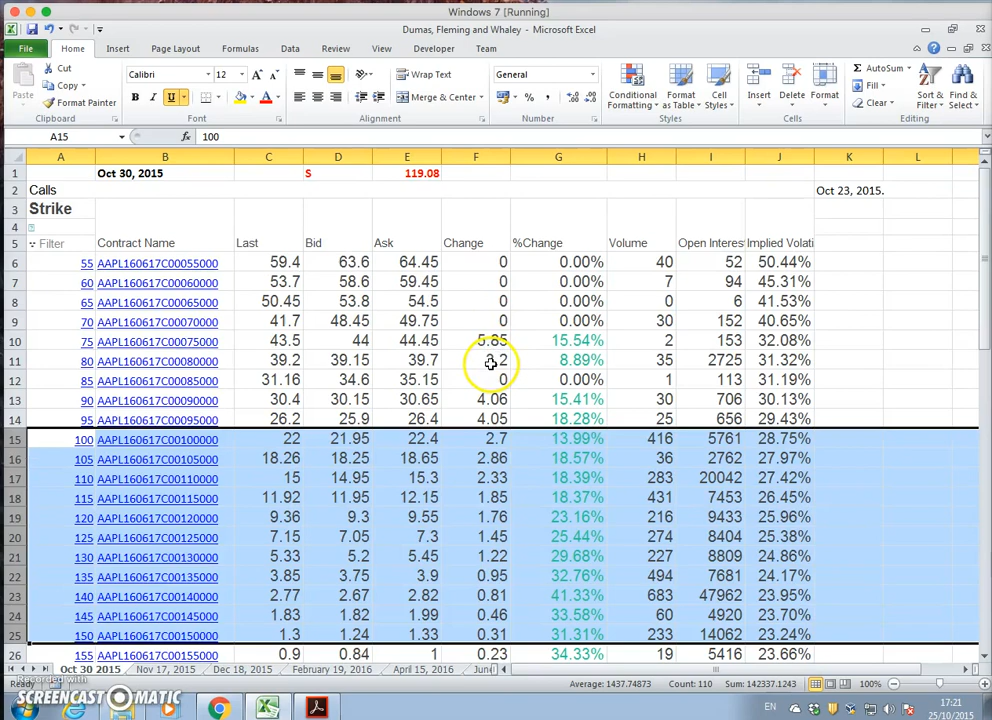 Windows 7 [Running]
Dumas, Fleming and Whaley - Microsoft Excel
File Home Insert Page Layout Formulas Data Review View Developer Team
Paste Cut Copy Format Painter Calibri 12 Wrap Text Merge & Center General Conditional Formatting Format as Table Cell Styles Insert Delete Format AutoSum Fill Clear Sort & Filter Find & Select
Clipboard Font Alignment Number Styles Cells Editing
A15 fx 100
A B C D E F G H I J K L
1 Oct 30, 2015 S 119.08
2 Calls Oct 23, 2015.
3 Strike
4
5 Filter Contract Name Last Bid Ask Change %Change Volume Open Interes Implied Volati
6 55 AAPL160617C00055000 59.4 63.6 64.45 0 0.00% 40 52 50.44%
7 60 AAPL160617C00060000 53.7 58.6 59.45 0 0.00% 7 94 45.31%
8 65 AAPL160617C00065000 50.45 53.8 54.5 0 0.00% 0 6 41.53%
9 70 AAPL160617C00070000 41.7 48.45 49.75 0 0.00% 30 152 40.65%
10 75 AAPL160617C00075000 43.5 44 44.45 5.85 15.54% 2 153 32.08%
11 80 AAPL160617C00080000 39.2 39.15 39.7 8.89% 35 2725 31.32%
12 85 AAPL160617C00085000 31.16 34.6 35.15 0 0.00% 1 113 31.19%
13 90 AAPL160617C00090000 30.4 30.15 30.65 4.06 15.41% 30 706 30.13%
14 95 AAPL160617C00095000 26.2 25.9 26.4 4.05 18.28% 25 656 29.43%
15 100 AAPL160617C00100000 22 21.95 22.4 2.7 13.99% 416 5761 28.75%
16 105 AAPL160617C00105000 18.26 18.25 18.65 2.86 18.57% 36 2762 27.97%
17 110 AAPL160617C00110000 15 14.95 15.3 2.33 18.39% 283 20042 27.42%
18 115 AAPL160617C00115000 11.92 11.95 12.15 1.85 18.37% 431 7453 26.45%
19 120 AAPL160617C00120000 9.36 9.3 9.55 1.76 23.16% 216 9433 25.96%
20 125 AAPL160617C00125000 7.15 7.05 7.3 1.45 25.44% 274 8404 25.38%
21 130 AAPL160617C00130000 5.33 5.2 5.45 1.22 29.68% 227 8809 24.86%
22 135 AAPL160617C00135000 3.85 3.75 3.9 0.95 32.76% 494 7681 24.17%
23 140 AAPL160617C00140000 2.77 2.67 2.82 0.81 41.33% 683 47962 23.95%
24 145 AAPL160617C00145000 1.83 1.82 1.99 0.46 33.58% 60 4920 23.70%
25 150 AAPL160617C00150000 1.3 1.24 1.33 0.31 31.31% 233 14062 23.24%
26 155 AAPL160617C00155000 0.9 0.84 1 0.23 34.33% 19 5416 23.66%
Oct 30 2015 Nov 17, 2015 Dec 18, 2015 February 19, 2016 April 15, 2016
Ready Average: 1437.74873 Count: 110 Sum: 142337.1243 100%
Recorded with
SCREENCAST MATIC
EN 17:21
25/10/2015